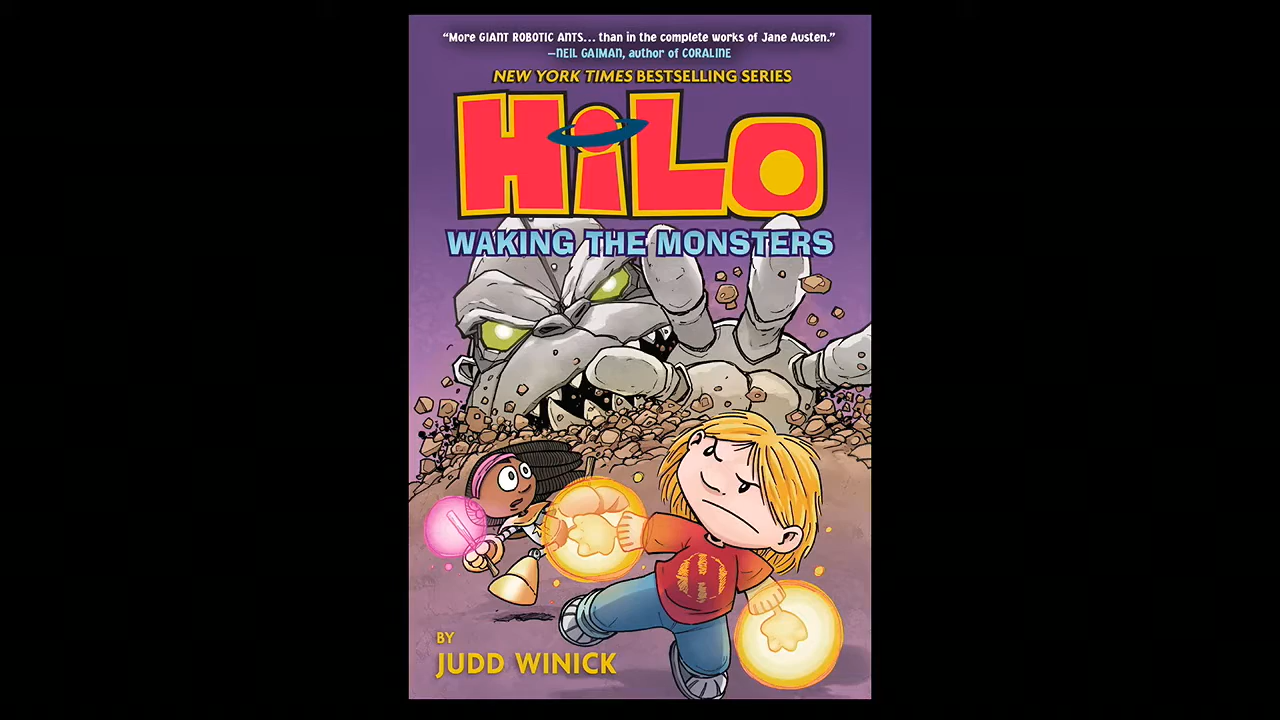 “More GIANT ROBOTIC ANTS... than in the complete works of Jane Austen.”
—NEIL GAIMAN, author of CORALINE
NEW YORK TIMES BESTSELLING SERIES
HiLO
WAKING THE MONSTERS
BY
JUDD WINICK